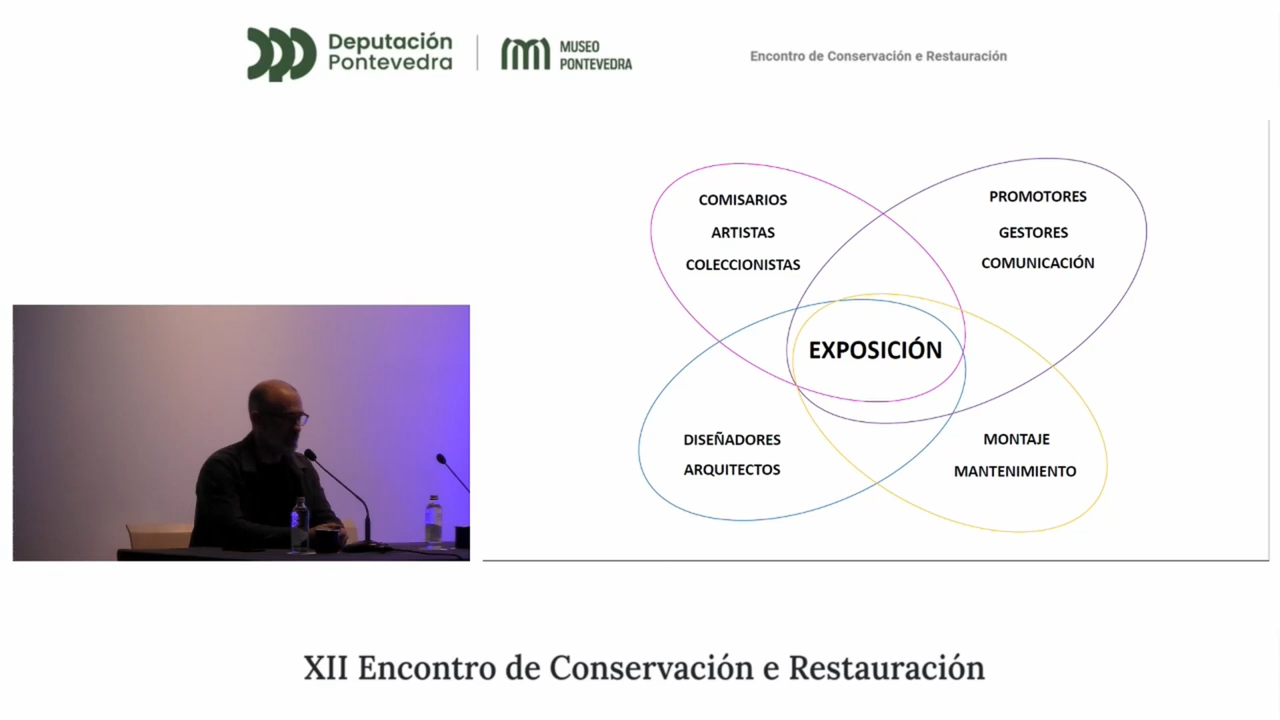 Deputación
Pontevedra
MUSEO
PONTEVEDRA
Encontro de Conservación e Restauración
COMISARIOS
ARTISTAS
COLECCIONISTAS
PROMOTORES
GESTORES
COMUNICACIÓN
EXPOSICIÓN
DISEÑADORES
ARQUITECTOS
MONTAJE
MANTENIMIENTO
XII Encontro de Conservación e Restauración